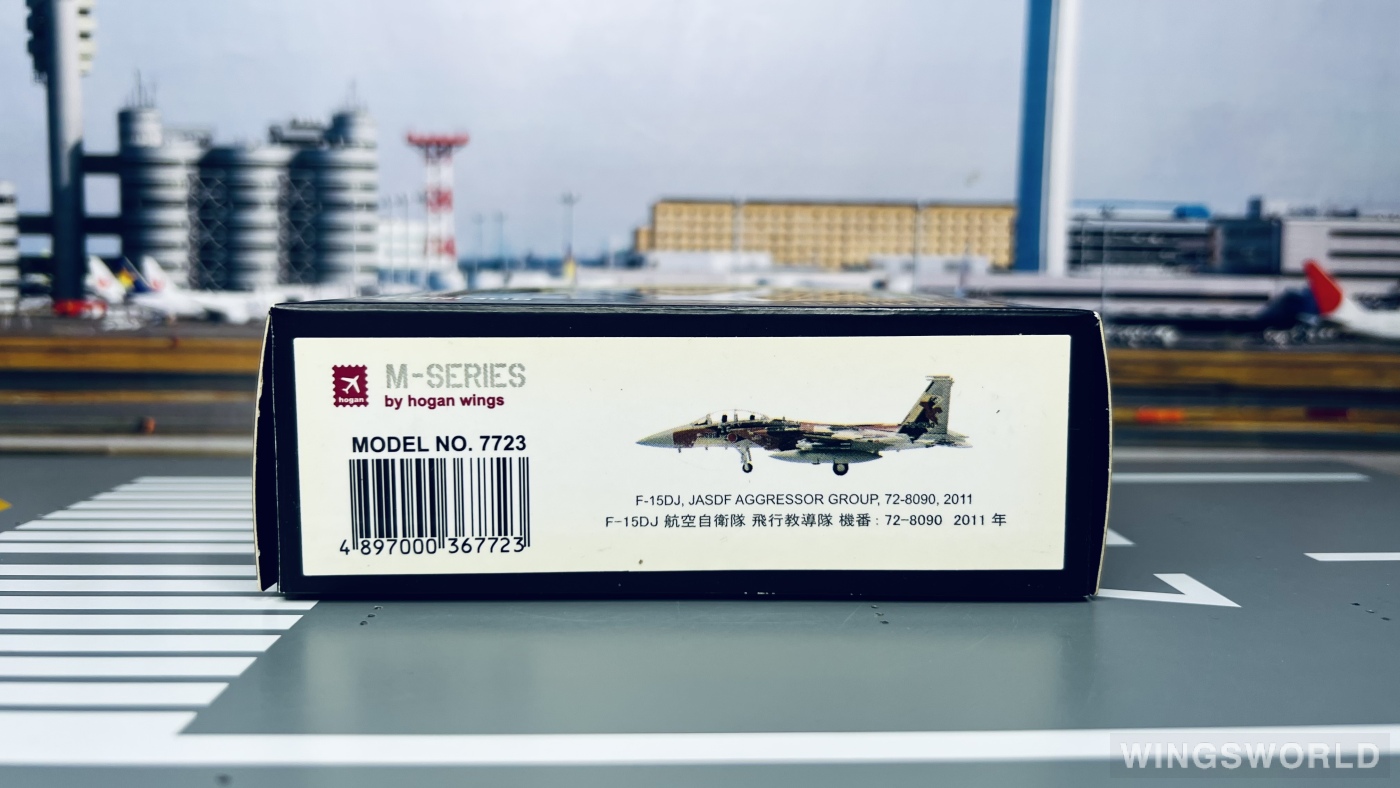 M-SERIES
hogan
by hogan wings
MODEL NO. 7723
4 897000 367723
F-15DJ, JASDF AGGRESSOR GROUP, 72-8090, 2011
F-15DJ 航空自衛隊 飛行教導隊 機番 : 72-8090 2011 年
WINGSWORLD